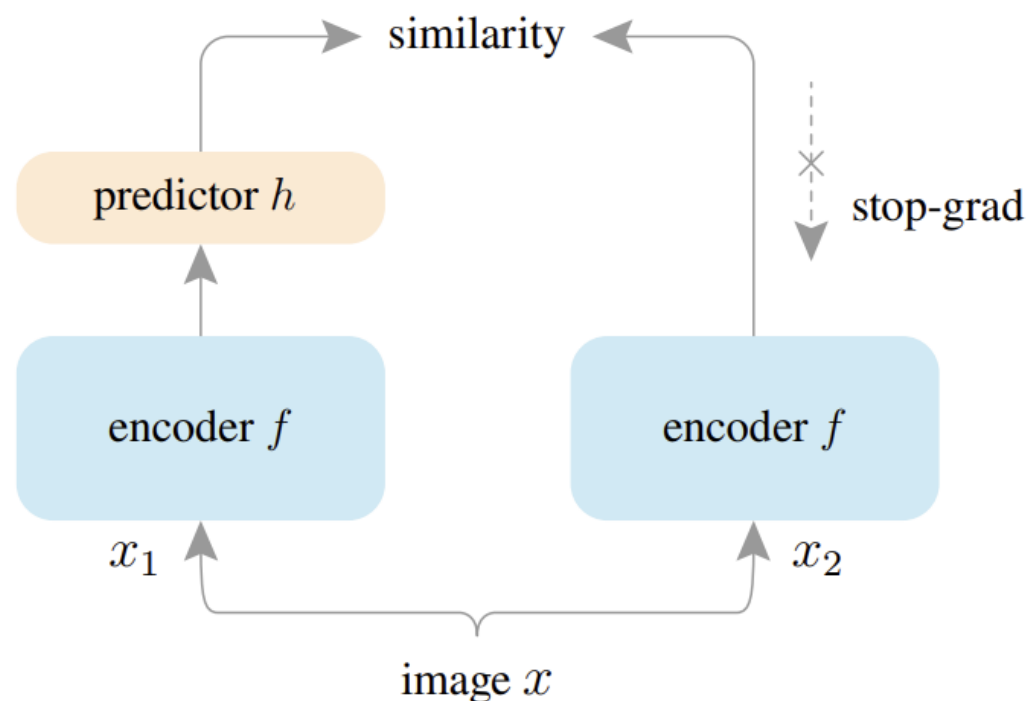 similarity
predictor h
stop-grad
encoder f
encoder f
x₁
x₂
image x